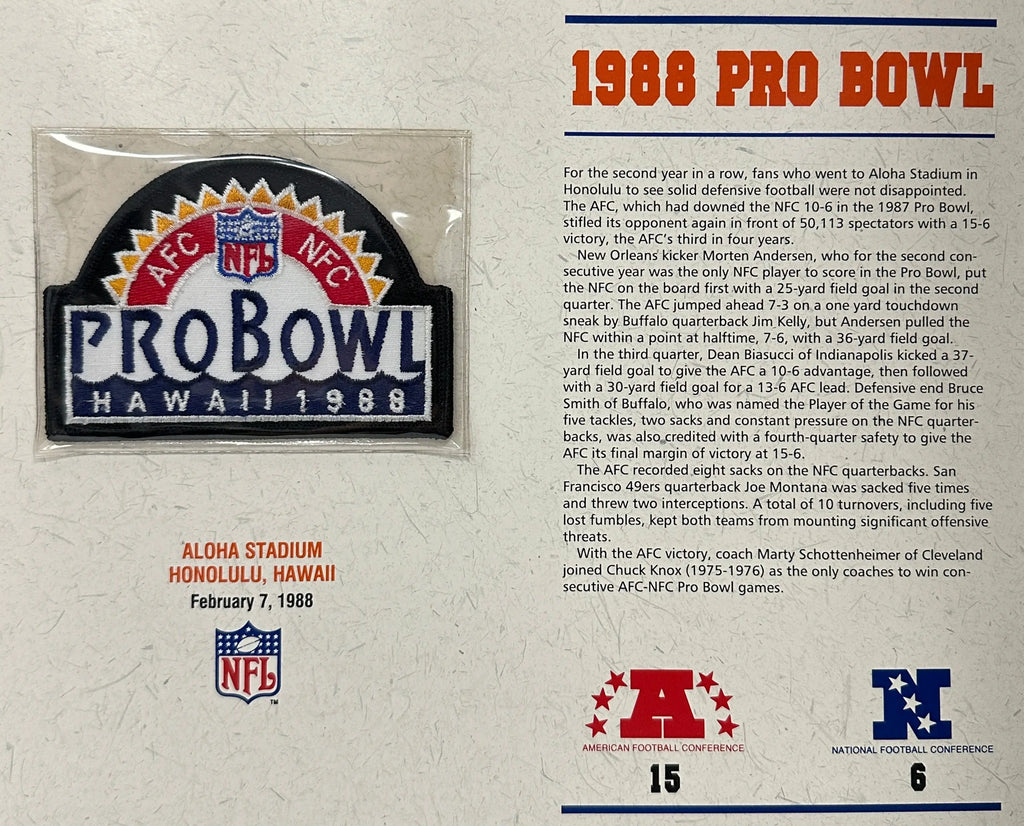 AFC NFC
NFL
PRO BOWL
HAWAII 1988
ALOHA STADIUM
HONOLULU, HAWAII
February 7, 1988
NFL
TM
1988 PRO BOWL
For the second year in a row, fans who went to Aloha Stadium in
Honolulu to see solid defensive football were not disappointed.
The AFC, which had downed the NFC 10-6 in the 1987 Pro Bowl,
stifled its opponent again in front of 50,113 spectators with a 15-6
victory, the AFC's third in four years.
New Orleans kicker Morten Andersen, who for the second con-
secutive year was the only NFC player to score in the Pro Bowl, put
the NFC on the board first with a 25-yard field goal in the second
quarter. The AFC jumped ahead 7-3 on a one yard touchdown
sneak by Buffalo quarterback Jim Kelly, but Andersen pulled the
NFC within a point at halftime, 7-6, with a 36-yard field goal.
In the third quarter, Dean Biasucci of Indianapolis kicked a 37-
yard field goal to give the AFC a 10-6 advantage, then followed
with a 30-yard field goal for a 13-6 AFC lead. Defensive end Bruce
Smith of Buffalo, who was named the Player of the Game for his
five tackles, two sacks and constant pressure on the NFC quarter-
backs, was also credited with a fourth-quarter safety to give the
AFC its final margin of victory at 15-6.
The AFC recorded eight sacks on the NFC quarterbacks. San
Francisco 49ers quarterback Joe Montana was sacked five times
and threw two interceptions. A total of 10 turnovers, including five
lost fumbles, kept both teams from mounting significant offensive
threats.
With the AFC victory, coach Marty Schottenheimer of Cleveland
joined Chuck Knox (1975-1976) as the only coaches to win con-
secutive AFC-NFC Pro Bowl games.
A N
AMERICAN FOOTBALL CONFERENCE NATIONAL FOOTBALL CONFERENCE
15 6